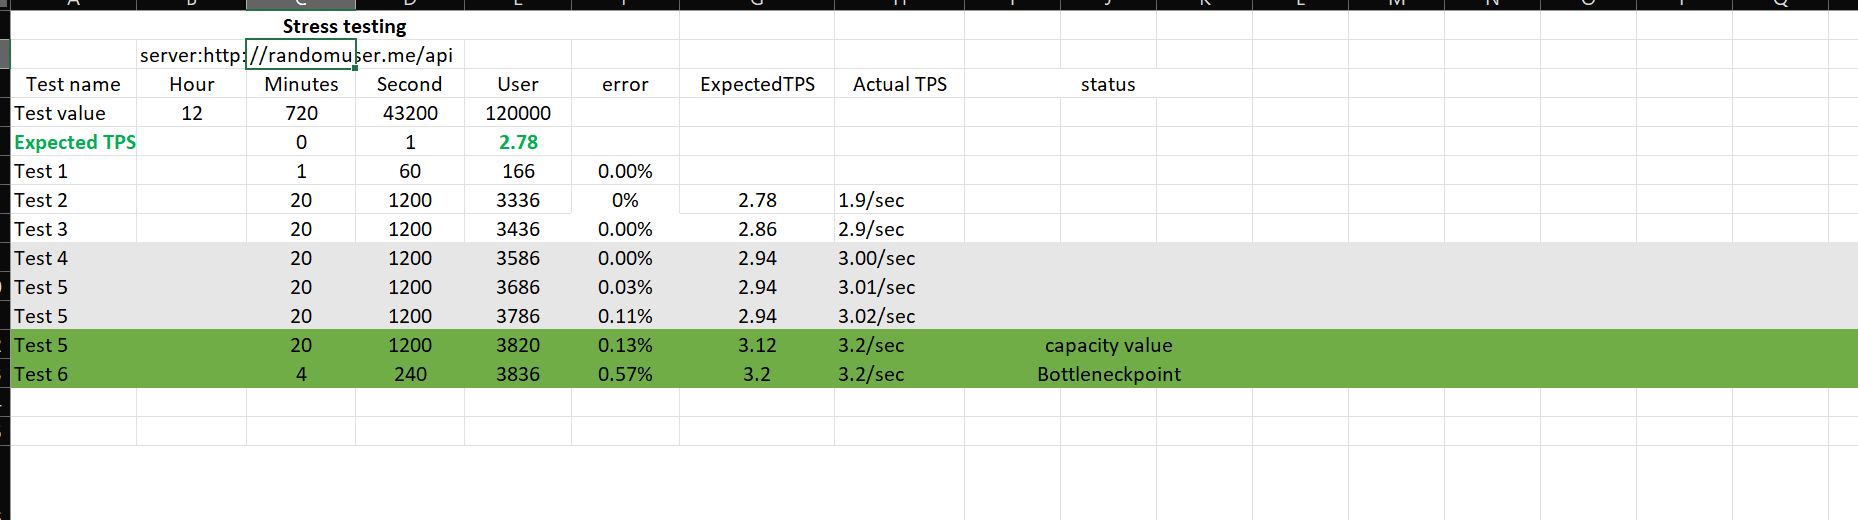 Stress testing
server:http://randomuser.me/api
Test name Hour Minutes Second User error ExpectedTPS Actual TPS status
Test value 12 720 43200 120000
Expected TPS 0 1 2.78
Test 1 1 60 166 0.00%
Test 2 20 1200 3336 0% 2.78 1.9/sec
Test 3 20 1200 3436 0.00% 2.86 2.9/sec
Test 4 20 1200 3586 0.00% 2.94 3.00/sec
Test 5 20 1200 3686 0.03% 2.94 3.01/sec
Test 5 20 1200 3786 0.11% 2.94 3.02/sec
Test 5 20 1200 3820 0.13% 3.12 3.2/sec capacity value
Test 6 4 240 3836 0.57% 3.2 3.2/sec Bottleneckpoint